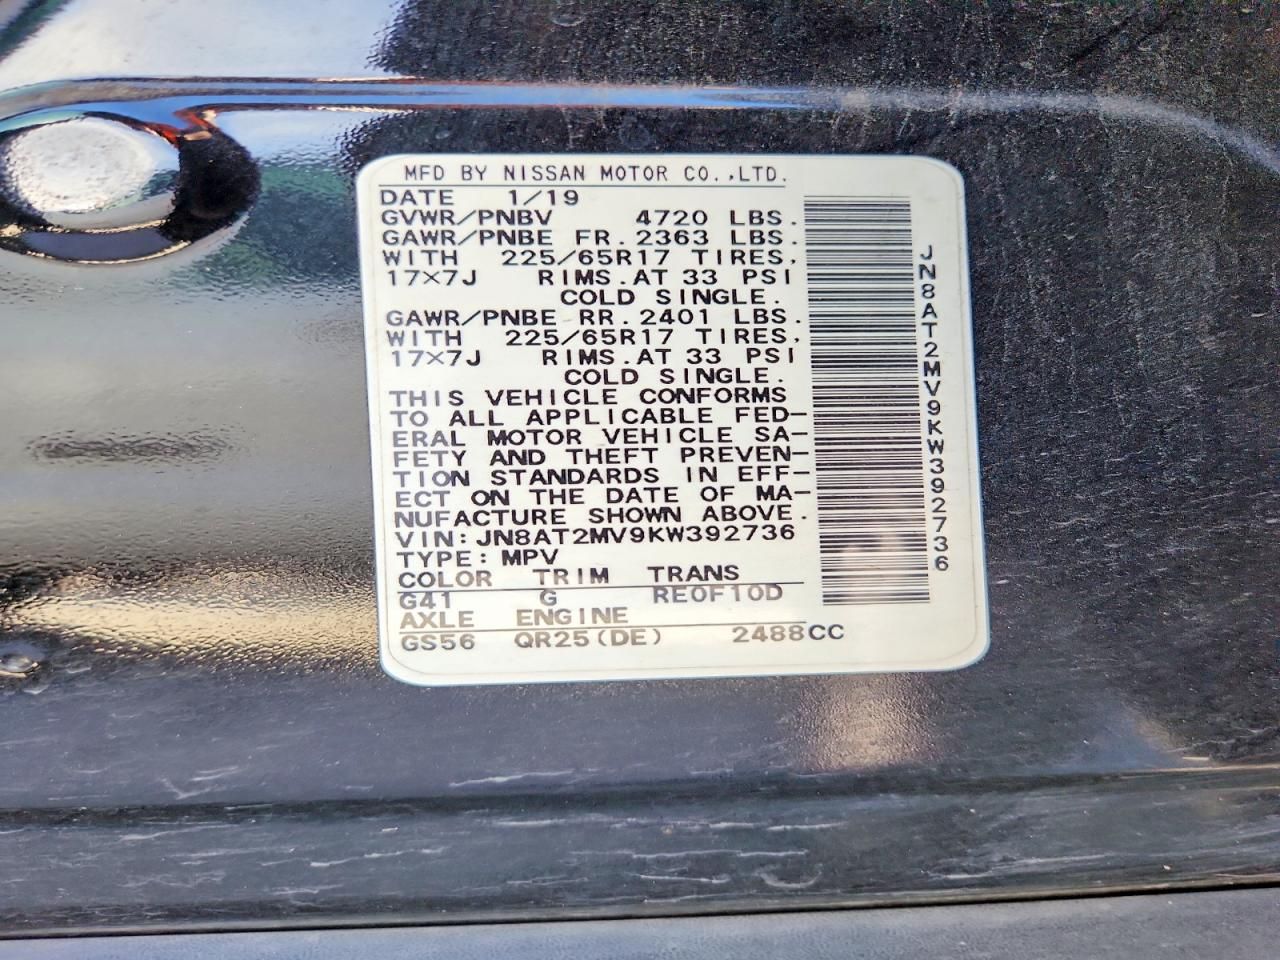 MFD BY NISSAN MOTOR CO.,LTD.
DATE 1/19
GVWR/PNBV 4720 LBS.
GAWR/PNBE FR.2363 LBS.
WITH 225/65R17 TIRES,
17×7J RIMS.AT 33 PSI
COLD SINGLE.
GAWR/PNBE RR.2401 LBS.
WITH 225/65R17 TIRES,
17×7J RIMS.AT 33 PSI
COLD SINGLE.
THIS VEHICLE CONFORMS
TO ALL APPLICABLE FED-
ERAL MOTOR VEHICLE SA-
FETY AND THEFT PREVEN-
TION STANDARDS IN EFF-
ECT ON THE DATE OF MA-
NUFACTURE SHOWN ABOVE.
VIN:JN8AT2MV9KW392736
TYPE:MPV
COLOR TRIM TRANS
G41 G RE0F10D
AXLE ENGINE
GS56 QR25(DE) 2488CC
JN8AT2MV9KW392736